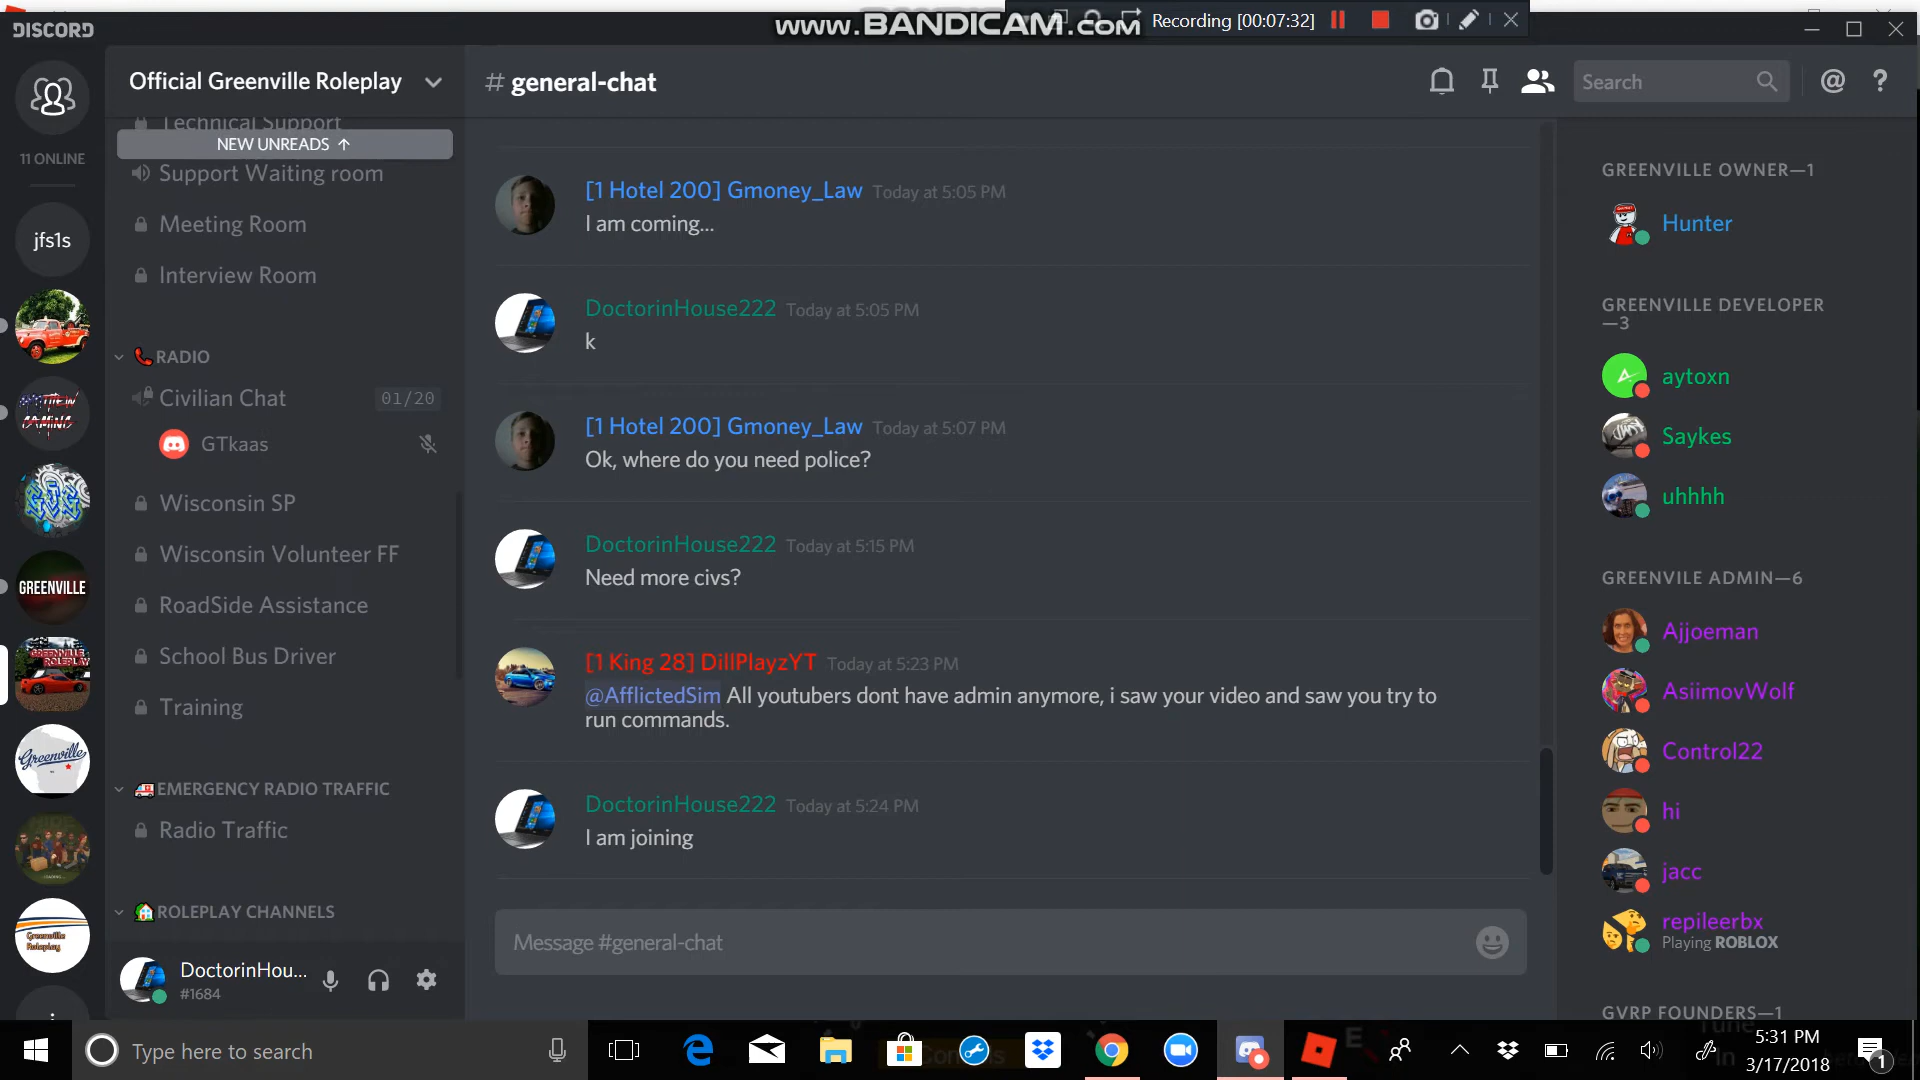 www.BANDICAM.com
Recording [00:07:32]
DISCORD
Official Greenville Roleplay
# general-chat
Search
@
?
11 ONLINE
jfs1s
GREENVILLE
GREENVILLE
ROLEPLAY
Greenville
Greenville
Roleplay
Technical Support
NEW UNREADS ↑
Support Waiting room
Meeting Room
Interview Room
RADIO
Civilian Chat 01/20
GTkaas
Wisconsin SP
Wisconsin Volunteer FF
RoadSide Assistance
School Bus Driver
Training
EMERGENCY RADIO TRAFFIC
Radio Traffic
ROLEPLAY CHANNELS
DoctorinHou...
#1684
[1 Hotel 200] Gmoney_Law Today at 5:05 PM
I am coming...
DoctorinHouse222 Today at 5:05 PM
k
[1 Hotel 200] Gmoney_Law Today at 5:07 PM
Ok, where do you need police?
DoctorinHouse222 Today at 5:15 PM
Need more civs?
[1 King 28] DillPlayzYT Today at 5:23 PM
@AfflictedSim All youtubers dont have admin anymore, i saw your video and saw you try to
run commands.
DoctorinHouse222 Today at 5:24 PM
I am joining
Message #general-chat
GREENVILLE OWNER—1
Hunter
GREENVILLE DEVELOPER
—3
aytoxn
Saykes
uhhhh
GREENVILE ADMIN—6
Ajjoeman
AsiimovWolf
Control22
hi
jacc
repileerbx
Playing ROBLOX
GVRP FOUNDERS—1
Type here to search
5:31 PM
3/17/2018
1